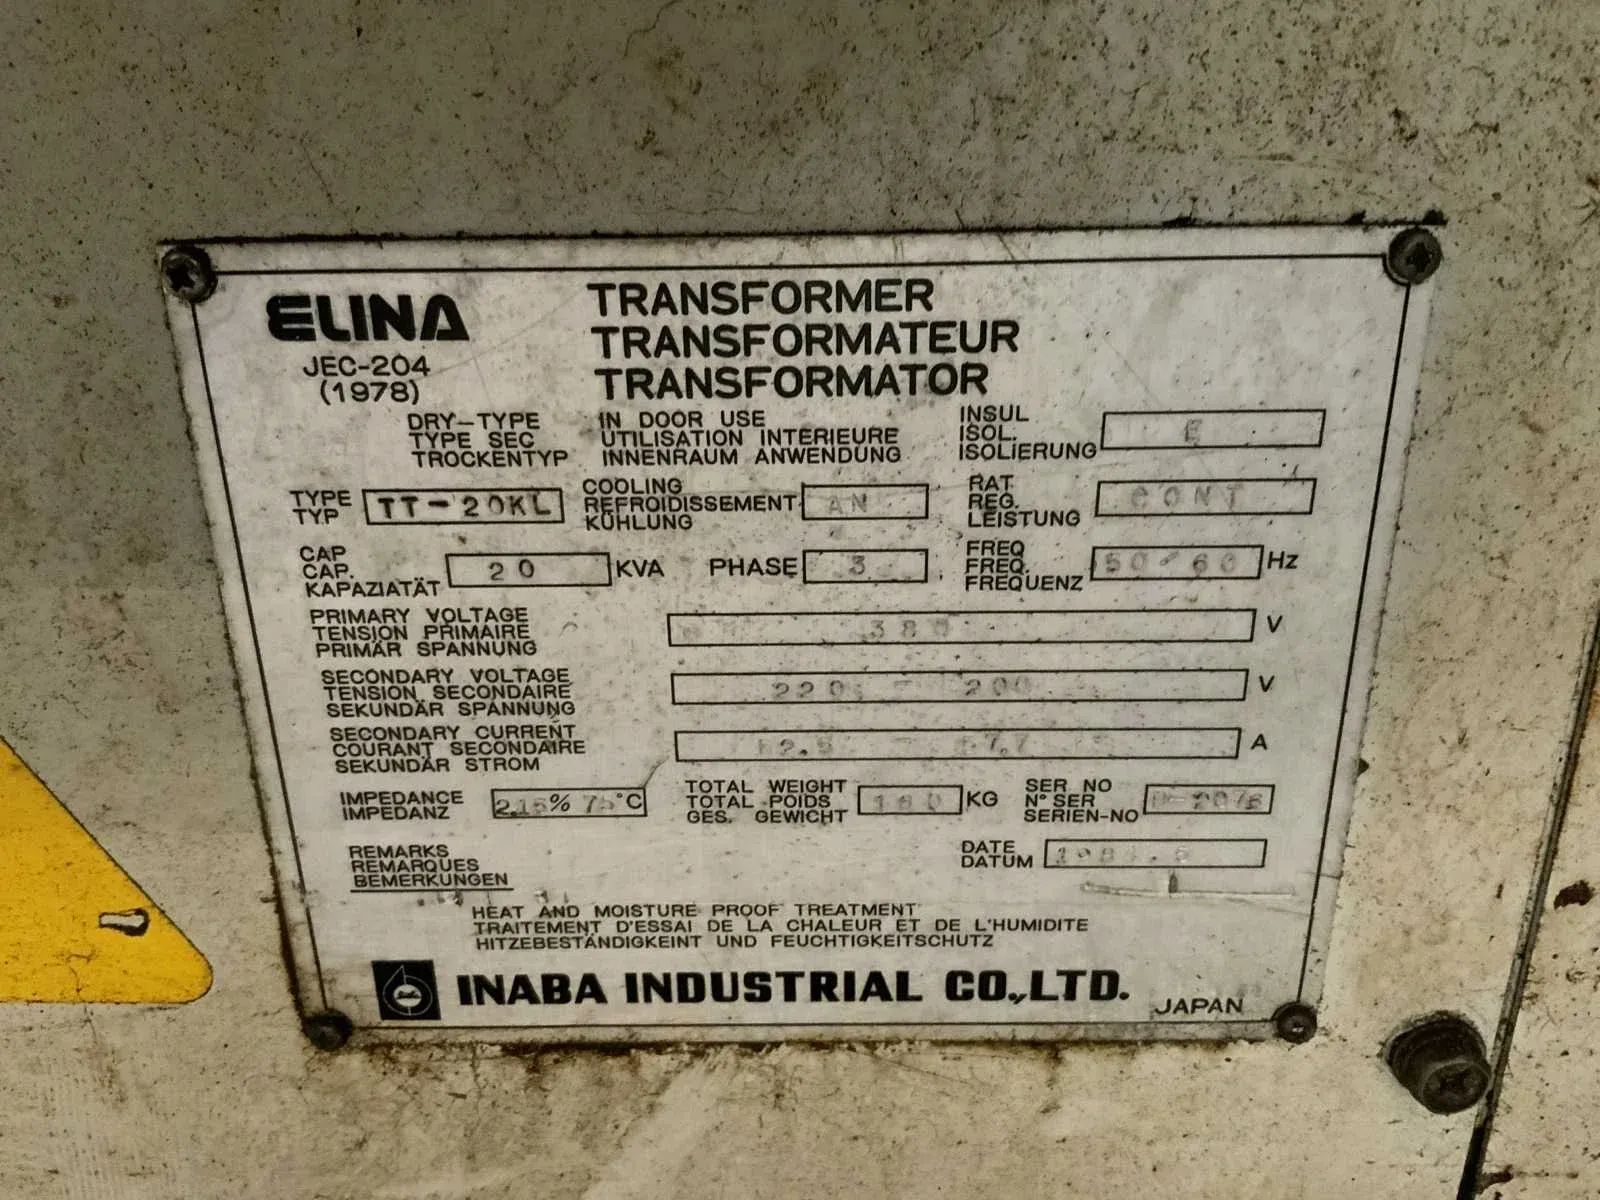 ELINA
JEC-204
(1978)
TRANSFORMER
TRANSFORMATEUR
TRANSFORMATOR
DRY-TYPE
TYPE SEC
TROCKENTYP
IN DOOR USE
UTILISATION INTERIEURE
INNENRAUM ANWENDUNG
INSUL
ISOL.
ISOLIERUNG
E
TYPE
TYP
TT-20KL
COOLING
REFROIDISSEMENT
KÜHLUNG
AN
RAT
REG.
LEISTUNG
CONT
CAP
CAP.
KAPAZIATÄT
20 KVA
PHASE 3
FREQ
FREQ.
FREQUENZ
50/60 Hz
PRIMARY VOLTAGE
TENSION PRIMAIRE
PRIMÄR SPANNUNG
380 V
SECONDARY VOLTAGE
TENSION SECONDAIRE
SEKUNDÄR SPANNUNG
220 - 200 V
SECONDARY CURRENT
COURANT SECONDAIRE
SEKUNDÄR STROM
A
IMPEDANCE
IMPEDANZ
2.15% 75°C
TOTAL WEIGHT
TOTAL POIDS
GES. GEWICHT
160 KG
SER NO
N° SER
SERIEN-NO
REMARKS
REMARQUES
BEMERKUNGEN
DATE
DATUM
HEAT AND MOISTURE PROOF TREATMENT
TRAITEMENT D'ESSAI DE LA CHALEUR ET DE L'HUMIDITE
HITZEBESTÄNDIGKEINT UND FEUCHTIGKEITSCHUTZ
INABA INDUSTRIAL CO.,LTD.
JAPAN